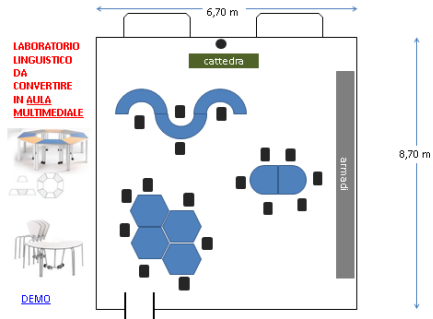 6,70 m
LABORATORIO
LINGUISTICO
DA
CONVERTIRE
IN AULA
MULTIMEDIALE
cattedra
armadi
8,70 m
DEMO